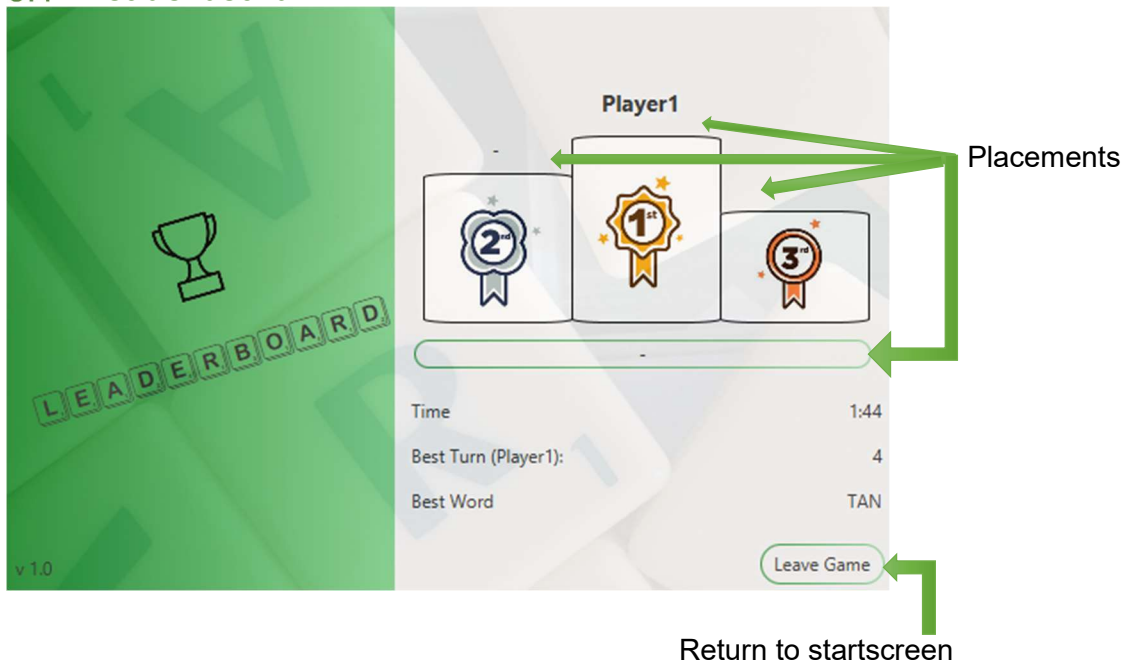 Player1
-
Placements
1st
2nd
3rd
LEADERBOARD
-
Time 1:44
Best Turn (Player1): 4
Best Word TAN
v 1.0
Leave Game
Return to startscreen